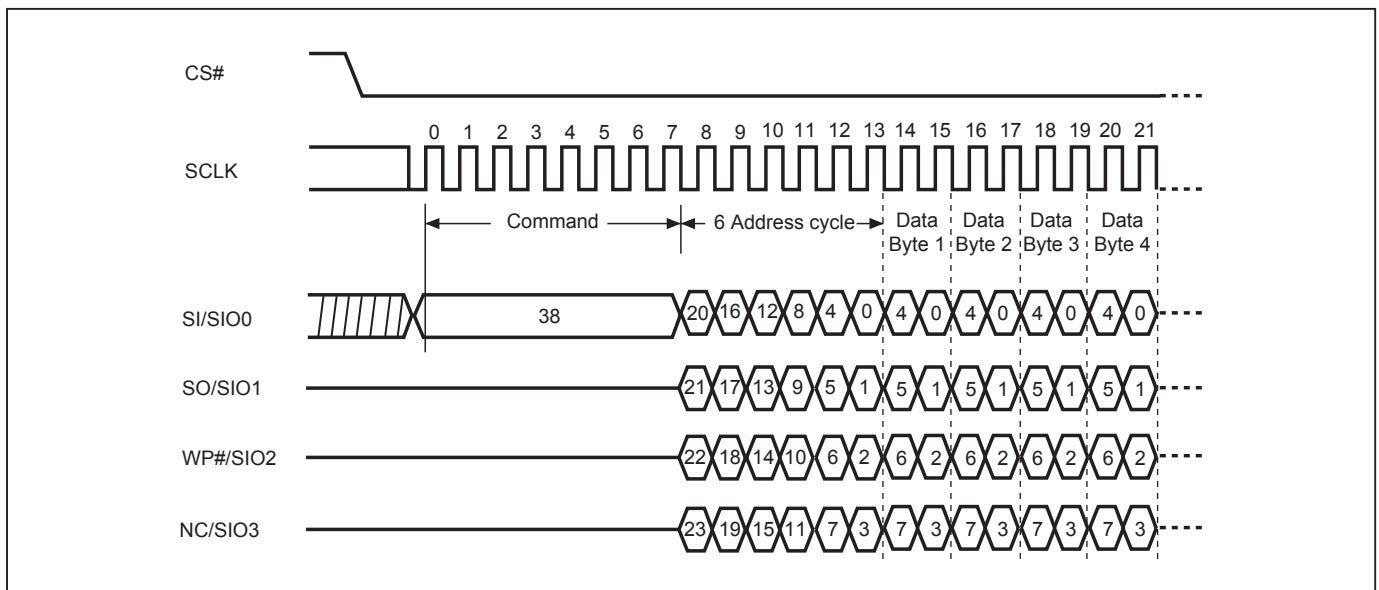 CS#
0 1 2 3 4 5 6 7 8 9 10 11 12 13 14 15 16 17 18 19 20 21
SCLK
Command 6 Address cycle Data Data Data Data
Byte 1 Byte 2 Byte 3 Byte 4
SI/SIO0 38 20 16 12 8 4 0 4 0 4 0 4 0 4 0
SO/SIO1 21 17 13 9 5 1 5 1 5 1 5 1 5 1
WP#/SIO2 22 18 14 10 6 2 6 2 6 2 6 2 6 2
NC/SIO3 23 19 15 11 7 3 7 3 7 3 7 3 7 3